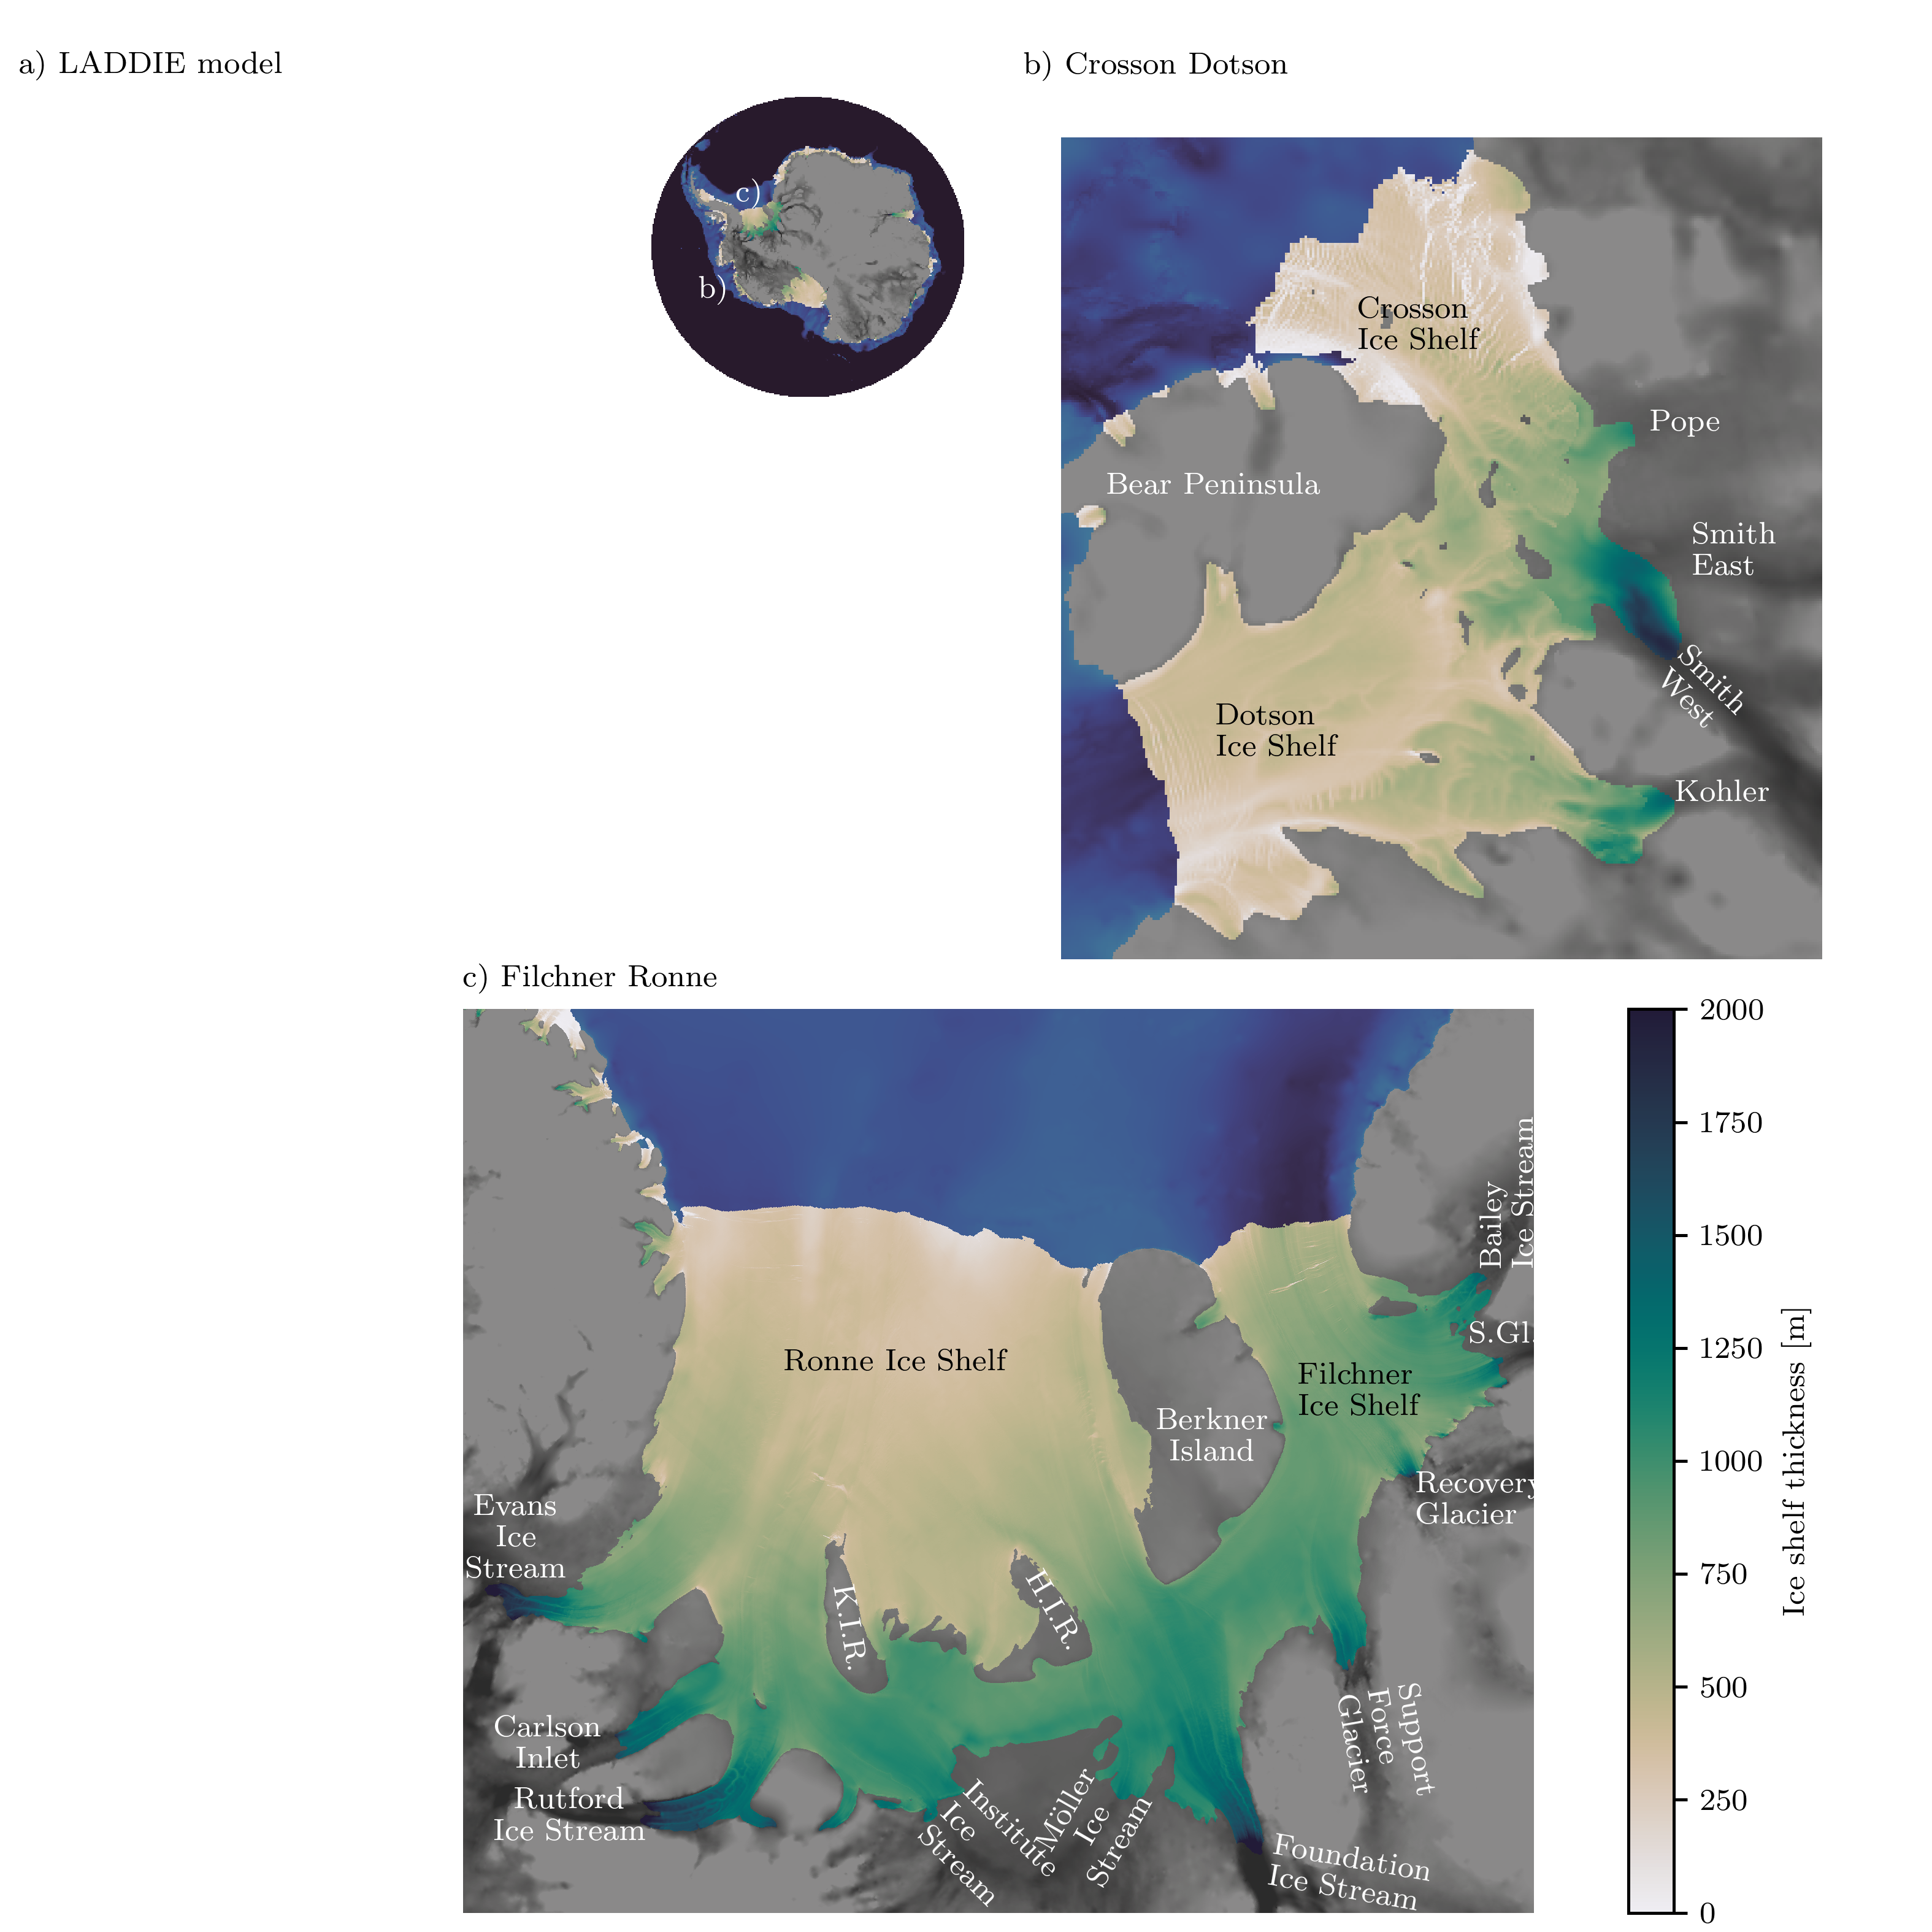 a) LADDIE model
b) Crosson Dotson
c)
b)
Crosson
Ice Shelf
Pope
Bear Peninsula
Smith
East
Smith
West
Dotson
Ice Shelf
Kohler
c) Filchner Ronne
2000
1750
1500
1250
1000
750
500
250
0
Ice shelf thickness [m]
Bailey
Ice Stream
S.Gl.
Ronne Ice Shelf
Filchner
Ice Shelf
Berkner
Island
Recovery
Glacier
Evans
Ice
Stream
K.I.R.
H.I.R.
Support
Force
Glacier
Carlson
Inlet
Rutford
Ice Stream
Institute
Ice
Stream
Möller
Ice
Stream
Foundation
Ice Stream